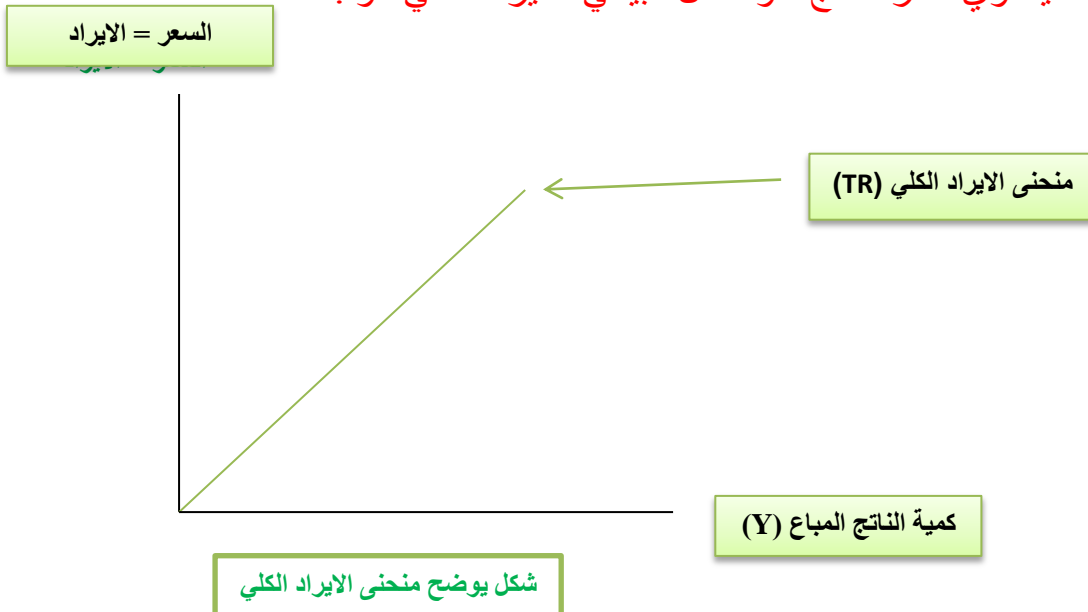 السعر = الايراد
منحنى الايراد الكلي (TR)
كمية الناتج المباع (Y)
شكل يوضح منحنى الايراد الكلي